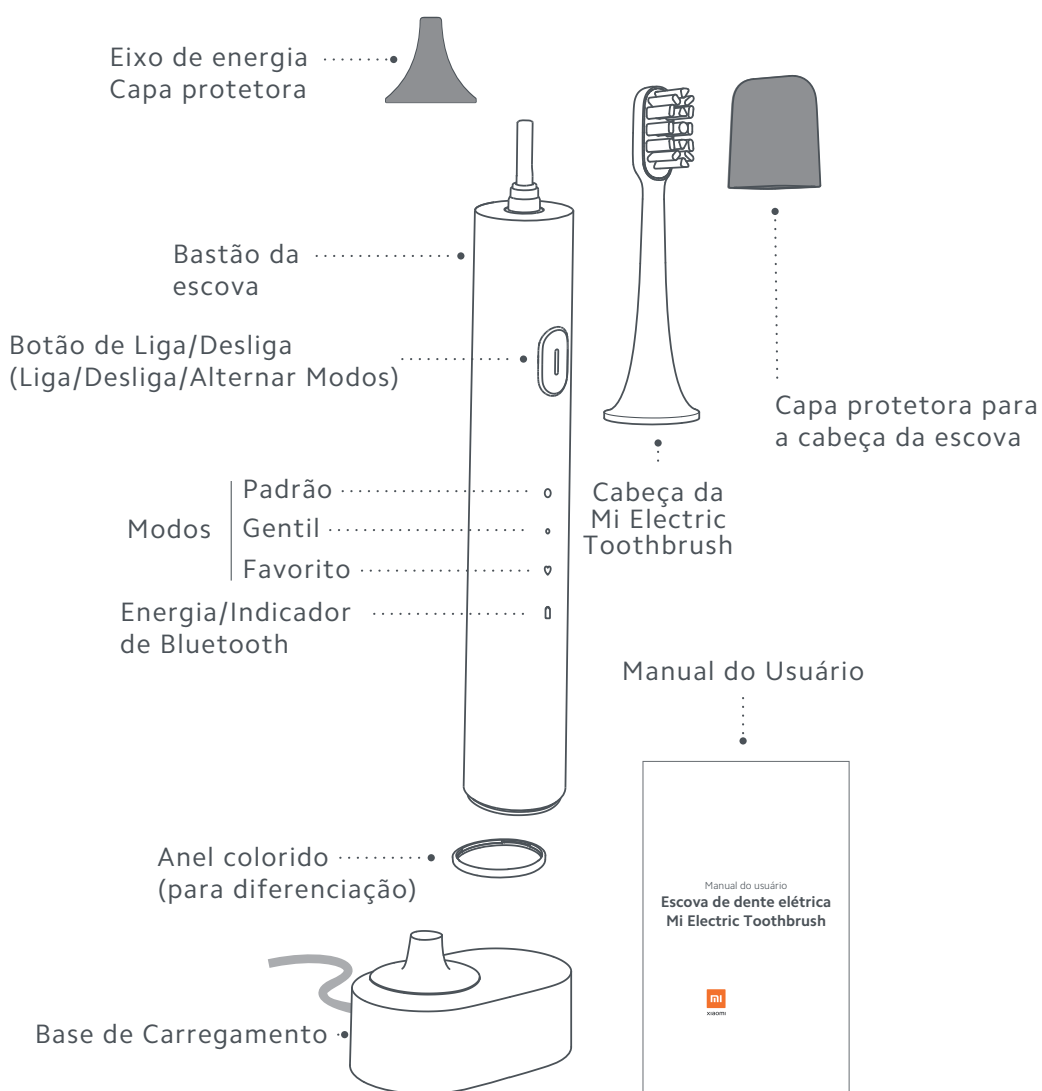 Eixo de energia
Capa protetora
Bastão da
escova
Botão de Liga/Desliga
(Liga/Desliga/Alternar Modos)
Capa protetora para
a cabeça da escova
Cabeça da
Mi Electric
Toothbrush
Modos
Padrão
Gentil
Favorito
Energia/Indicador
de Bluetooth
Manual do Usuário
Anel colorido
(para diferenciação)
Manual do usuário
Escova de dente elétrica
Mi Electric Toothbrush
mi
xiaomi
Base de Carregamento